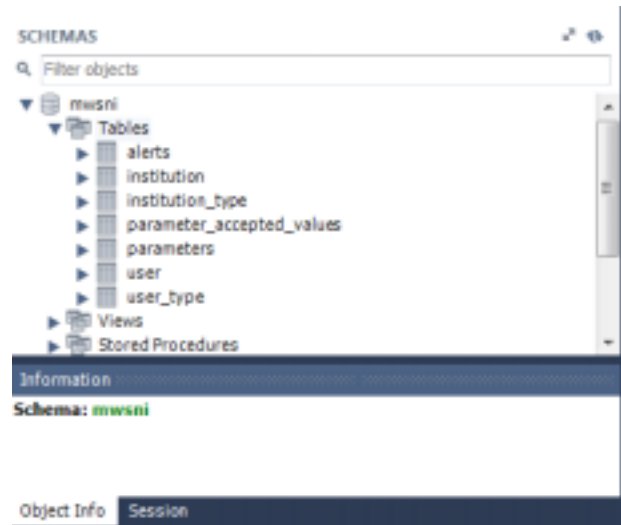 SCHEMAS
Filter objects
mwsni
Tables
alerts
institution
institution_type
parameter_accepted_values
parameters
user
user_type
Views
Stored Procedures
Information
Schema: mwsni
Object Info Session